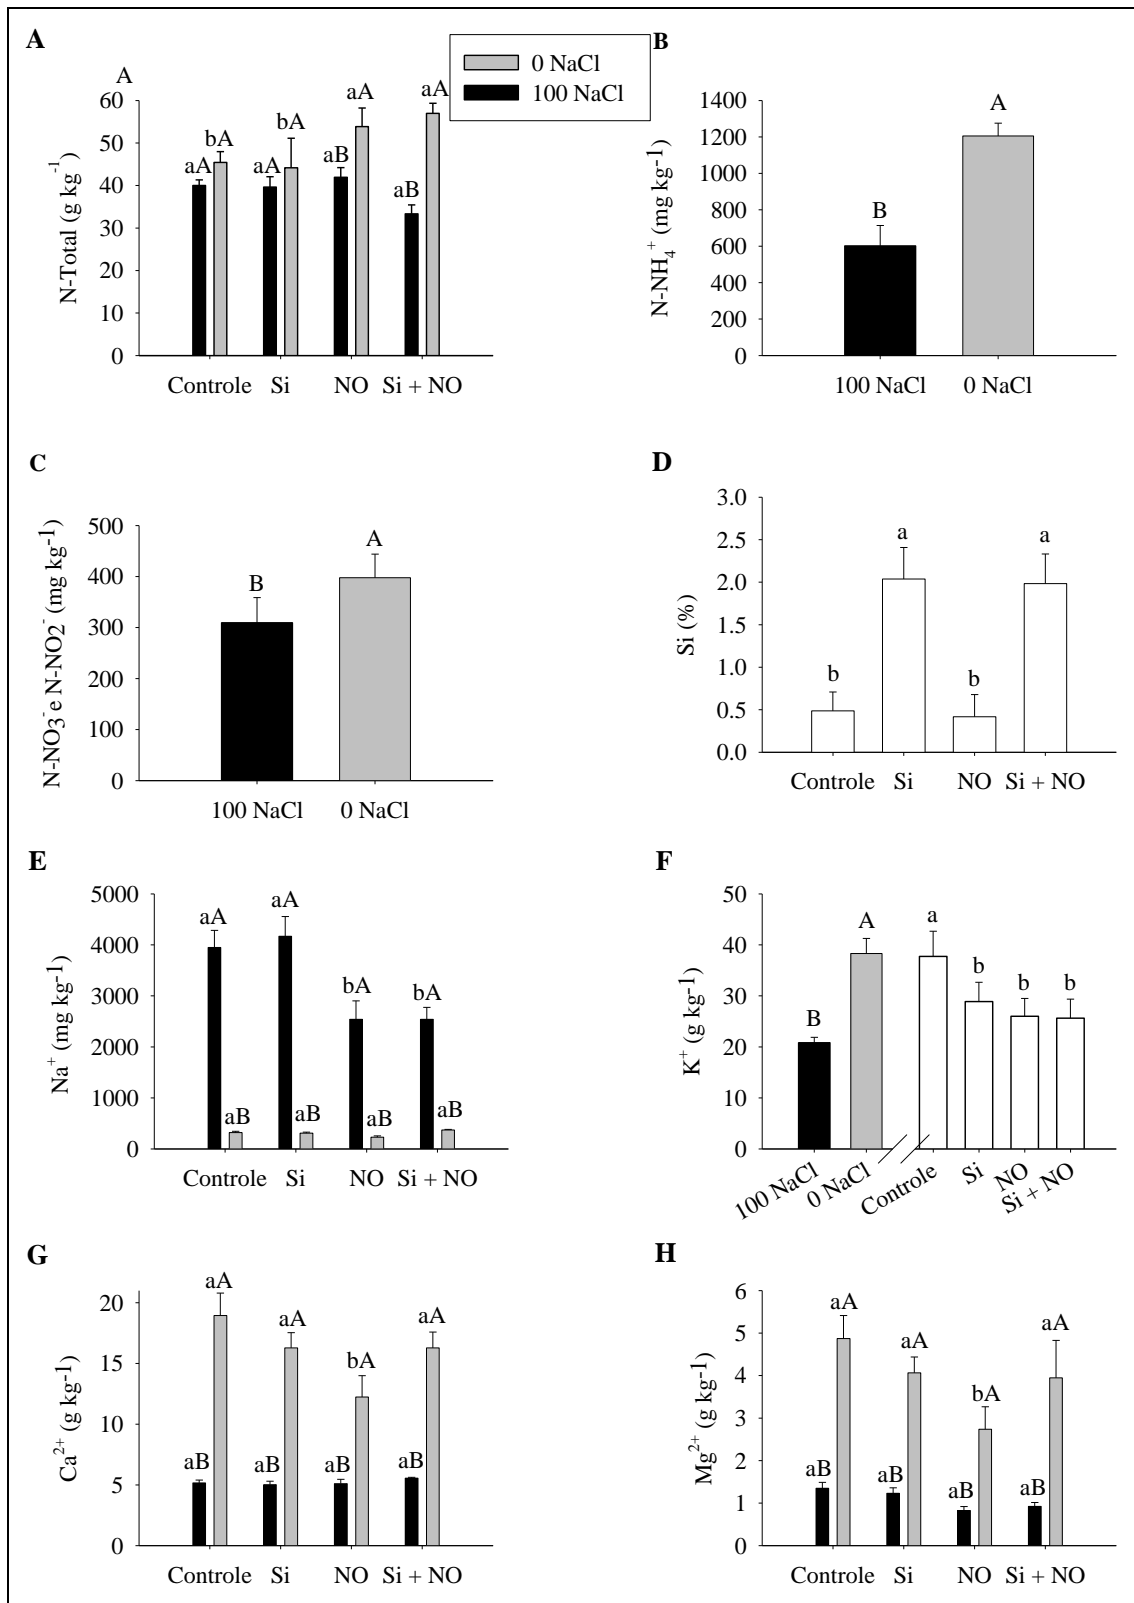 A
B
0 NaCl
100 NaCl
A
N-Total (g kg-1)
60
50
40
30
20
10
0
aA
bA
aA
bA
aB
aA
aB
aA
Controle
Si
NO
Si + NO
N-NH4+ (mg kg-1)
1400
1200
1000
800
600
400
200
0
B
A
100 NaCl
0 NaCl
C
N-NO3- e N-NO2- (mg kg-1)
500
400
300
200
100
0
B
A
100 NaCl
0 NaCl
D
Si (%)
3.0
2.5
2.0
1.5
1.0
0.5
0.0
b
a
b
a
Controle
Si
NO
Si + NO
E
Na+ (mg kg-1)
5000
4000
3000
2000
1000
0
aA
aB
aA
aB
bA
aB
bA
aB
Controle
Si
NO
Si + NO
F
K+ (g kg-1)
50
40
30
20
10
0
B
A
a
b
b
b
100 NaCl
0 NaCl
Controle
Si
NO
Si + NO
G
Ca2+ (g kg-1)
20
15
10
5
0
aB
aA
aB
aA
aB
bA
aB
aA
Controle
Si
NO
Si + NO
H
Mg2+ (g kg-1)
6
5
4
3
2
1
0
aB
aA
aB
aA
aB
bA
aB
aA
Controle
Si
NO
Si + NO